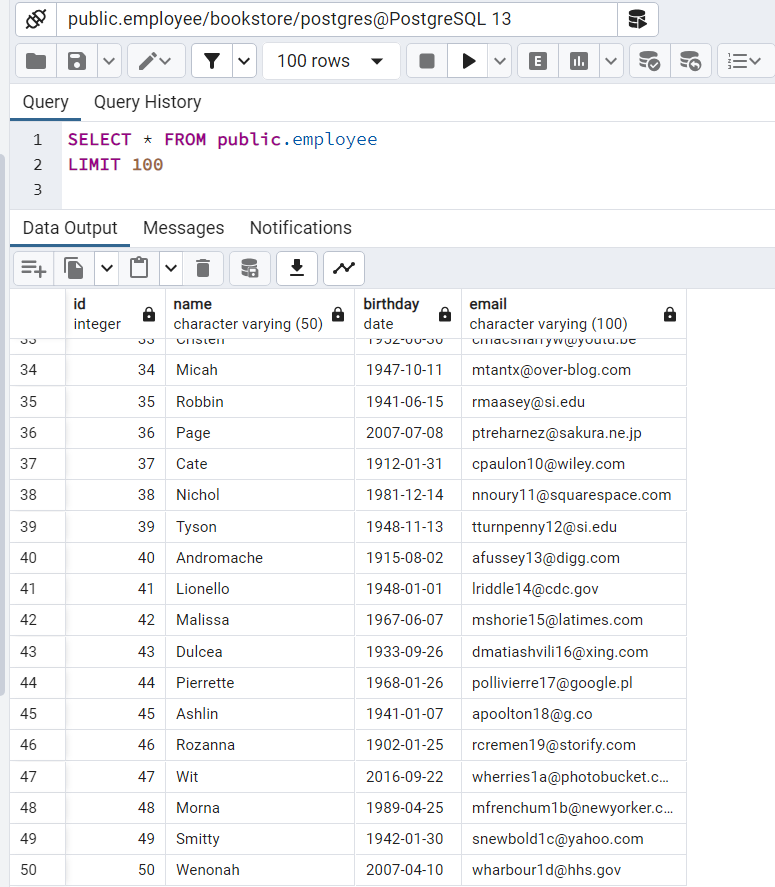 public.employee/bookstore/postgres@PostgreSQL 13
100 rows
E
Query Query History
1 SELECT * FROM public.employee
2 LIMIT 100
3
Data Output Messages Notifications
id name birthday email
integer character varying (50) date character varying (100)
33 33 Cristen 1952-06-30 cmacsharryw@youtu.be
34 34 Micah 1947-10-11 mtantx@over-blog.com
35 35 Robbin 1941-06-15 rmaasey@si.edu
36 36 Page 2007-07-08 ptreharnez@sakura.ne.jp
37 37 Cate 1912-01-31 cpaulon10@wiley.com
38 38 Nichol 1981-12-14 nnoury11@squarespace.com
39 39 Tyson 1948-11-13 tturnpenny12@si.edu
40 40 Andromache 1915-08-02 afussey13@digg.com
41 41 Lionello 1948-01-01 lriddle14@cdc.gov
42 42 Malissa 1967-06-07 mshorie15@latimes.com
43 43 Dulcea 1933-09-26 dmatiashvili16@xing.com
44 44 Pierrette 1968-01-26 pollivierre17@google.pl
45 45 Ashlin 1941-01-07 apoolton18@g.co
46 46 Rozanna 1902-01-25 rcremen19@storify.com
47 47 Wit 2016-09-22 wherries1a@photobucket.c...
48 48 Morna 1989-04-25 mfrenchum1b@newyorker.c...
49 49 Smitty 1942-01-30 snewbold1c@yahoo.com
50 50 Wenonah 2007-04-10 wharbour1d@hhs.gov